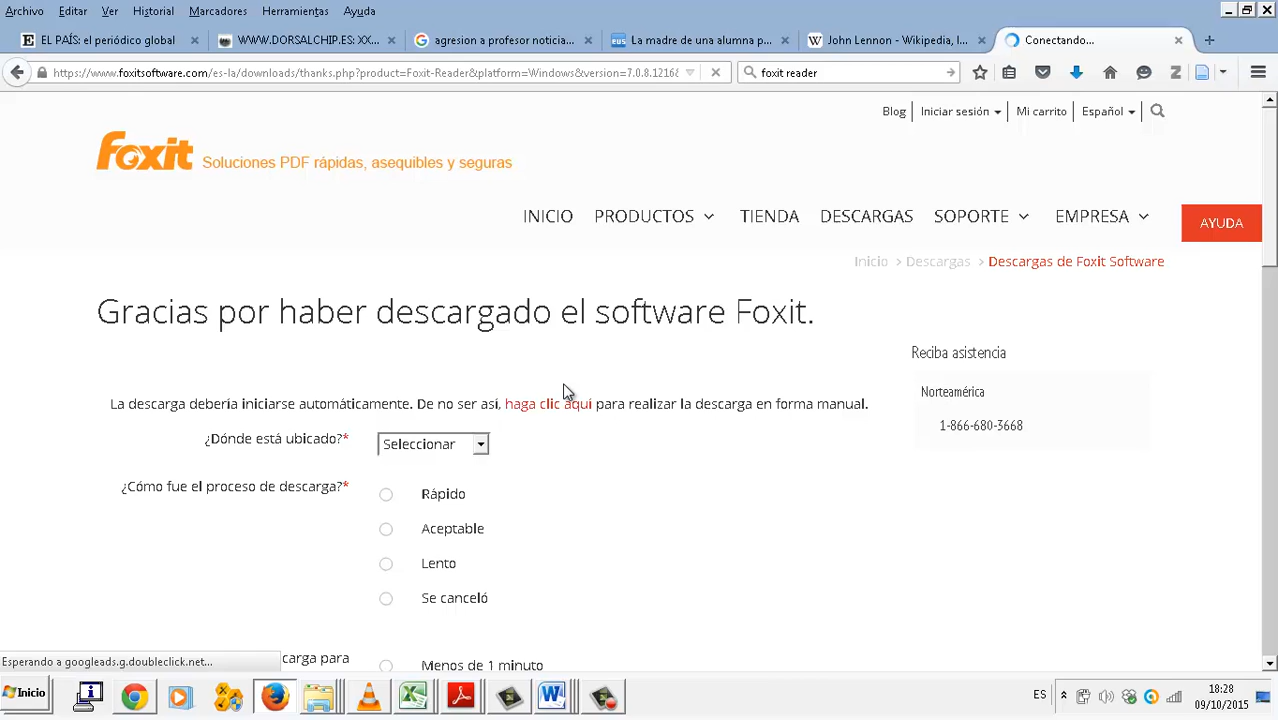 Archivo Editar Ver Historial Marcadores Herramientas Ayuda
EL PAÍS: el periódico global
WWW.DORSALCHIP.ES: XX...
agresion a profesor noticia...
La madre de una alumna p...
John Lennon - Wikipedia, l...
Conectando...
https://www.foxitsoftware.com/es-la/downloads/thanks.php?product=Foxit-Reader&platform=Windows&version=7.0.8.1216&
foxit reader
Blog Iniciar sesión Mi carrito Español
foxit Soluciones PDF rápidas, asequibles y seguras
INICIO PRODUCTOS TIENDA DESCARGAS SOPORTE EMPRESA
AYUDA
Inicio > Descargas > Descargas de Foxit Software
Gracias por haber descargado el software Foxit.
Reciba asistencia
Norteamérica
1-866-680-3668
La descarga debería iniciarse automáticamente. De no ser así, haga clic aquí para realizar la descarga en forma manual.
¿Dónde está ubicado?* Seleccionar
¿Cómo fue el proceso de descarga?* Rápido
Aceptable
Lento
Se canceló
carga para Menos de 1 minuto
Esperando a googleads.g.doubleclick.net...
Inicio
ES
18:28
09/10/2015